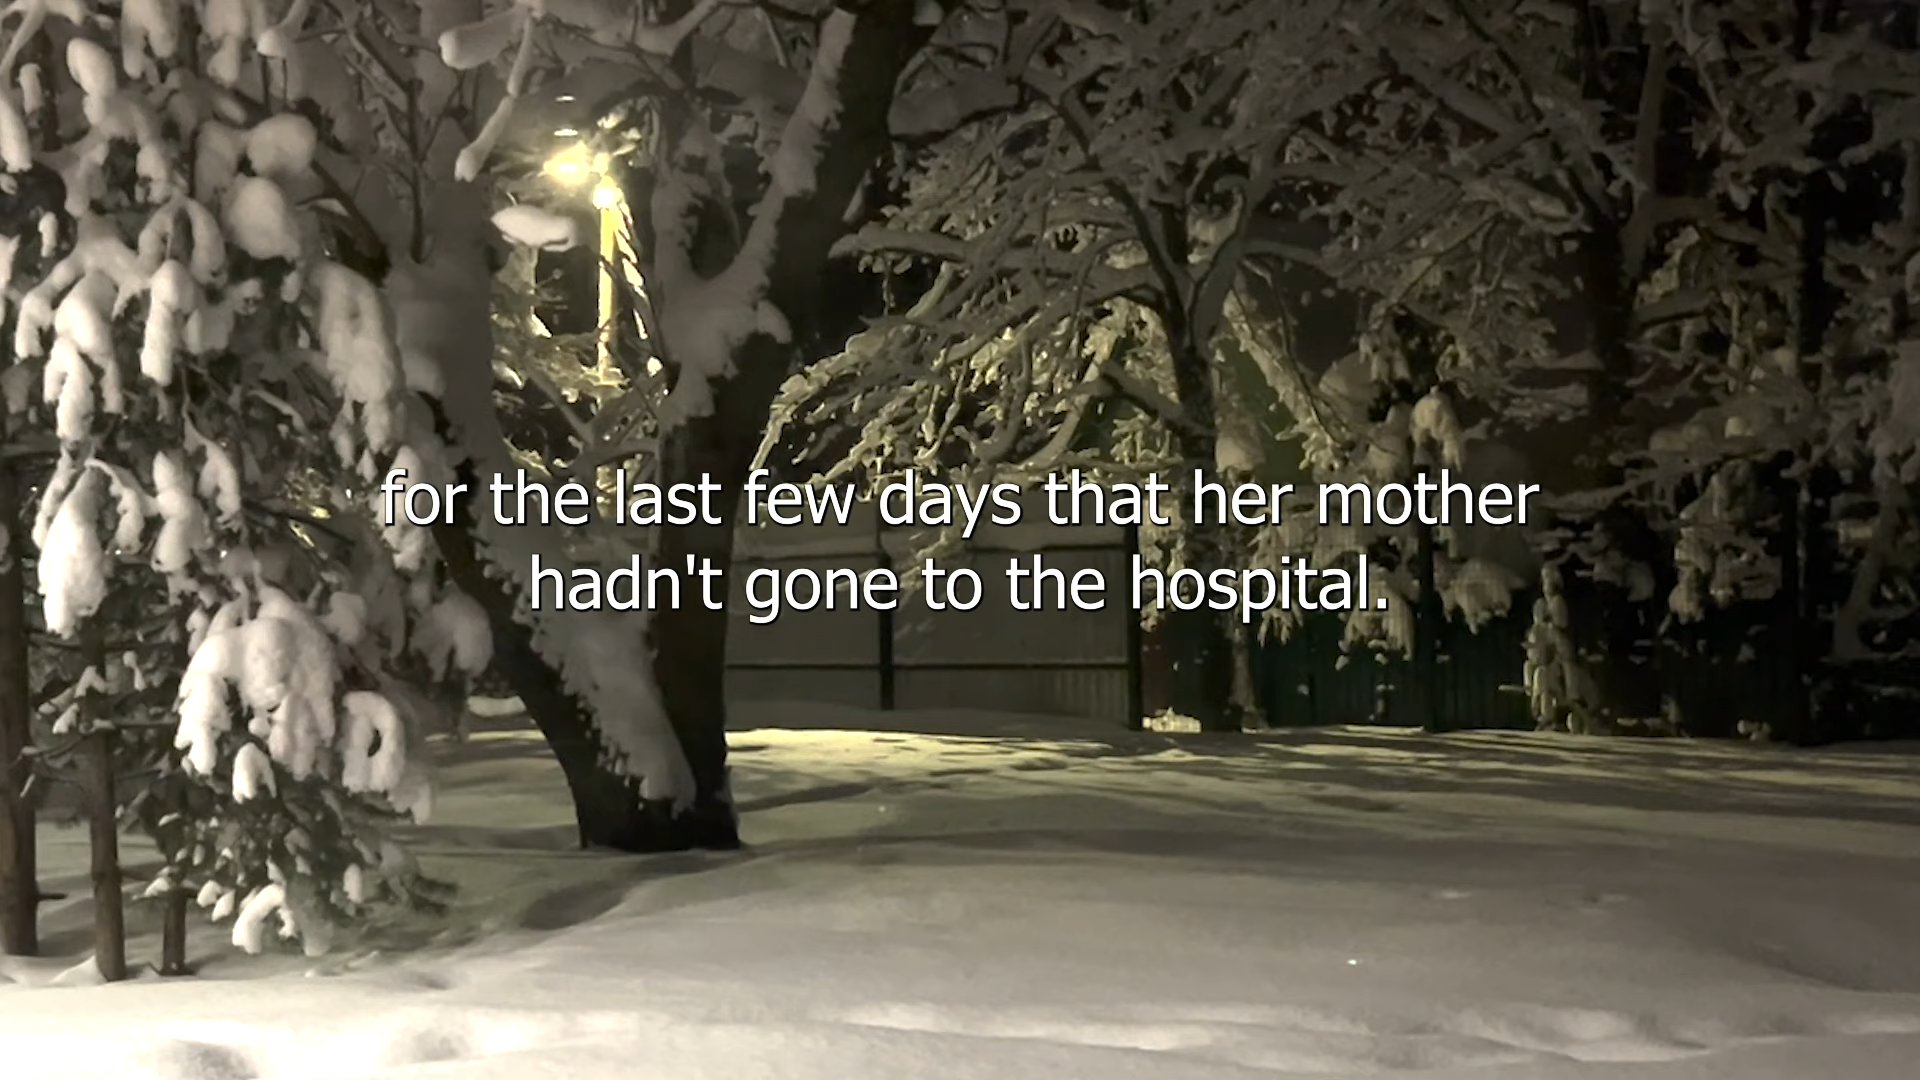 for the last few days that her mother
hadn't gone to the hospital.